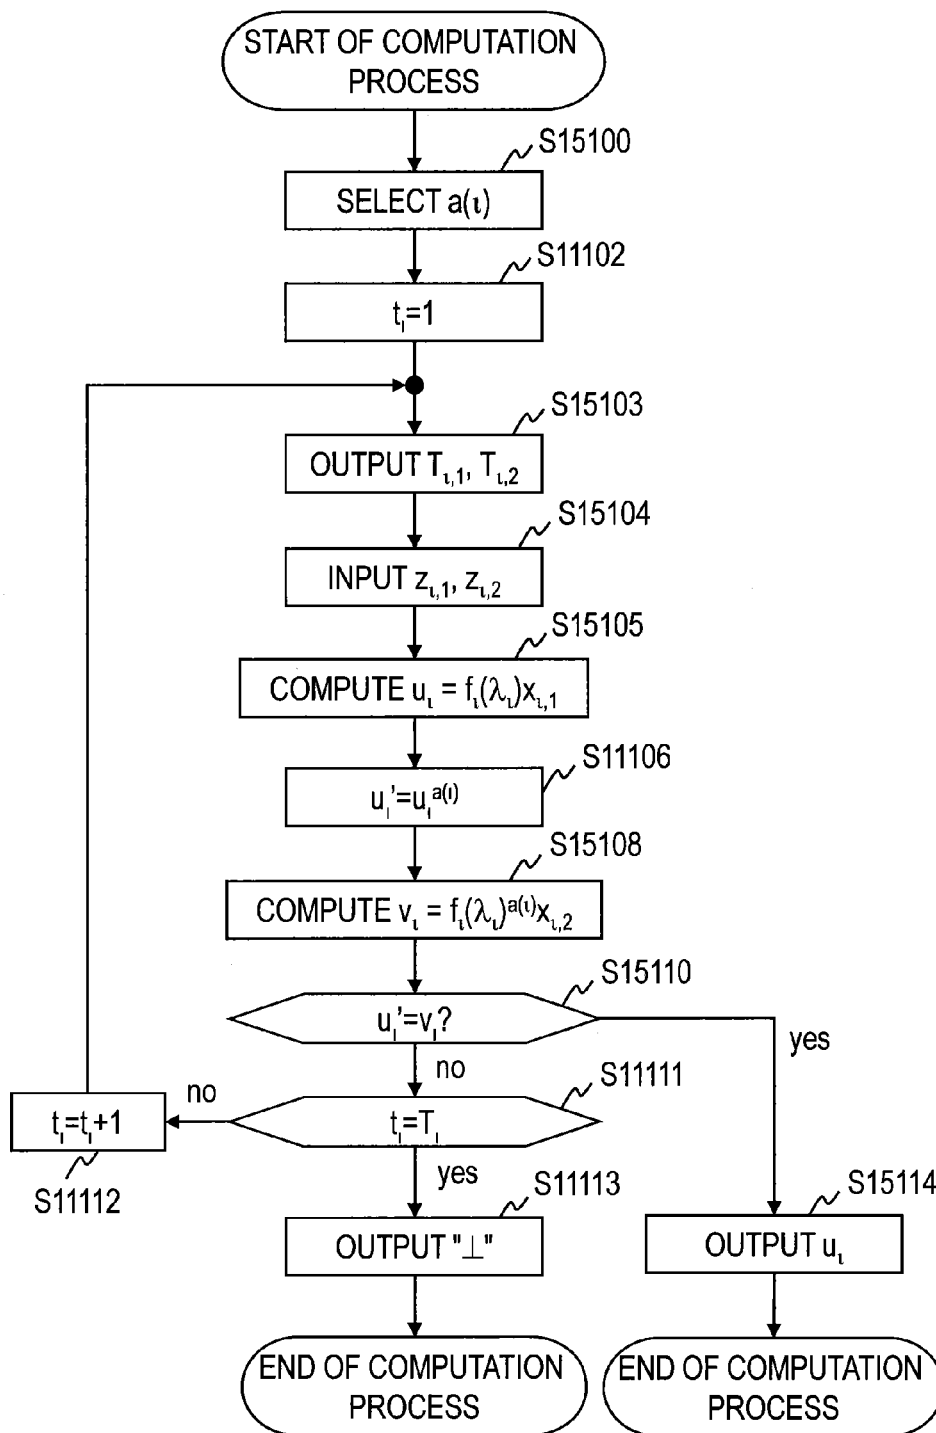 START OF COMPUTATION
PROCESS
S15100
SELECT a(ι)
S11102
tι=1
S15103
OUTPUT Tι,1, Tι,2
S15104
INPUT zι,1, zι,2
S15105
COMPUTE uι = fι(λι)xι,1
S11106
uι'=uι^a(ι)
S15108
COMPUTE vι = fι(λι)^a(ι)xι,2
S15110
uι'=vι?
yes
no
S11111
no
tι=Tι
tι=tι+1
S11112
yes
S11113
OUTPUT "⊥"
S15114
OUTPUT uι
END OF COMPUTATION
PROCESS
END OF COMPUTATION
PROCESS